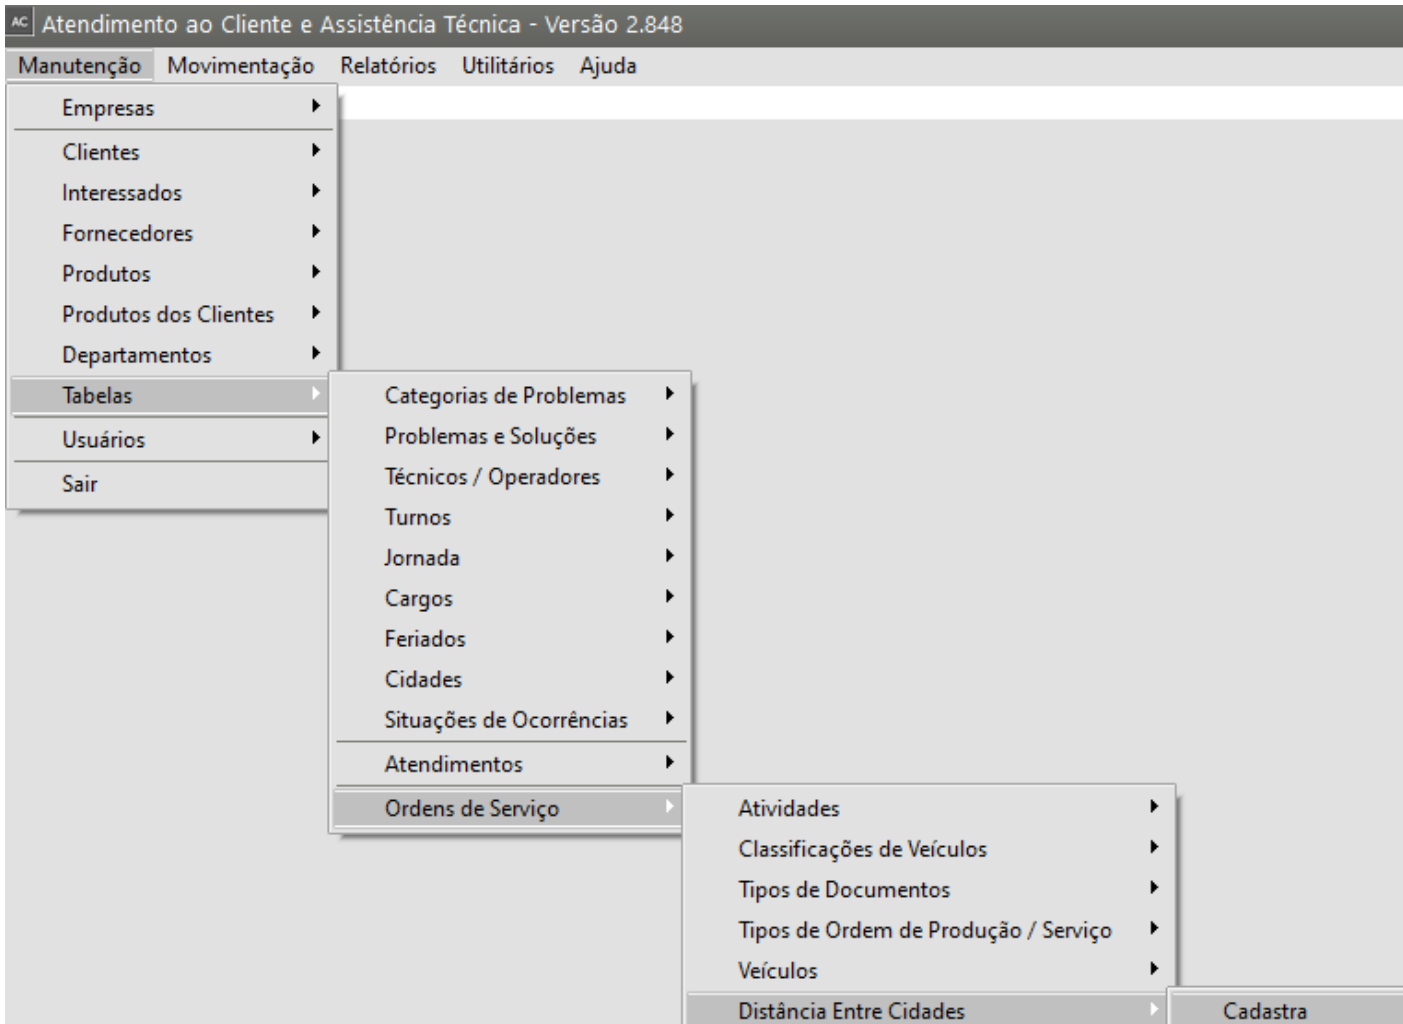 AC Atendimento ao Cliente e Assistência Técnica - Versão 2.848
Manutenção Movimentação Relatórios Utilitários Ajuda
Empresas
Clientes
Interessados
Fornecedores
Produtos
Produtos dos Clientes
Departamentos
Tabelas
Usuários
Sair
Categorias de Problemas
Problemas e Soluções
Técnicos / Operadores
Turnos
Jornada
Cargos
Feriados
Cidades
Situações de Ocorrências
Atendimentos
Ordens de Serviço
Atividades
Classificações de Veículos
Tipos de Documentos
Tipos de Ordem de Produção / Serviço
Veículos
Distância Entre Cidades
Cadastra